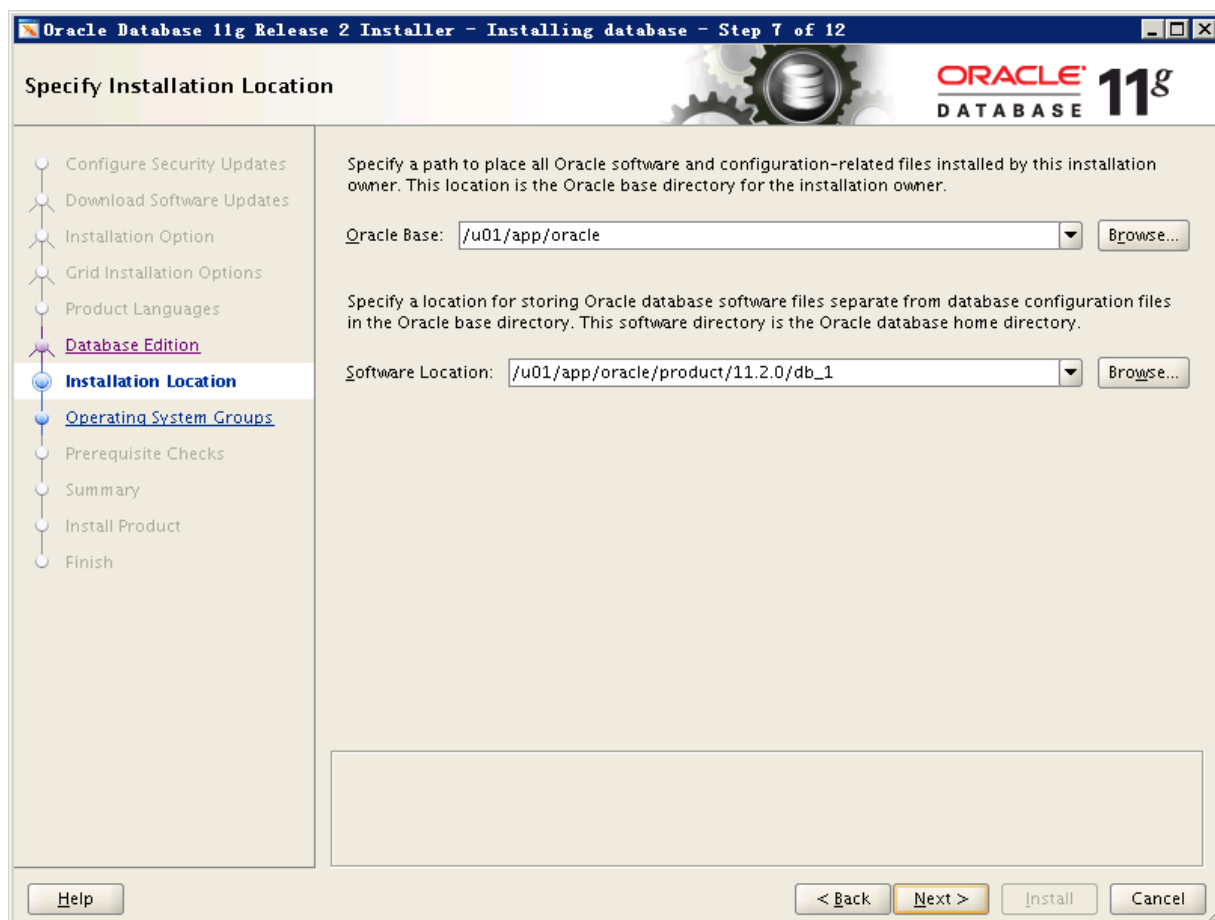 Oracle Database 11g Release 2 Installer - Installing database - Step 7 of 12
Specify Installation Location
ORACLE
DATABASE
11g
Configure Security Updates
Download Software Updates
Installation Option
Grid Installation Options
Product Languages
Database Edition
Installation Location
Operating System Groups
Prerequisite Checks
Summary
Install Product
Finish
Specify a path to place all Oracle software and configuration-related files installed by this installation
owner. This location is the Oracle base directory for the installation owner.
Oracle Base: /u01/app/oracle Browse...
Specify a location for storing Oracle database software files separate from database configuration files
in the Oracle base directory. This software directory is the Oracle database home directory.
Software Location: /u01/app/oracle/product/11.2.0/db_1 Browse...
Help < Back Next > Install Cancel